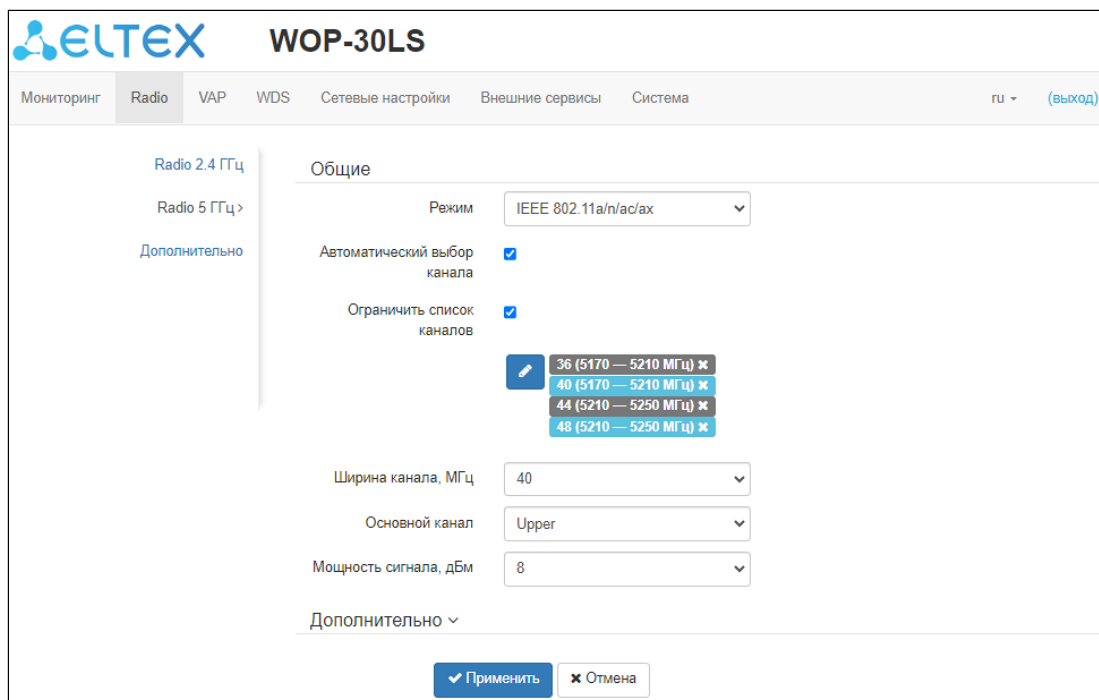 ELTEX WOP-30LS
Мониторинг Radio VAP WDS Сетевые настройки Внешние сервисы Система ru (выход)
Radio 2.4 ГГц
Radio 5 ГГц >
Дополнительно
Общие
Режим IEEE 802.11a/n/ac/ax
Автоматический выбор
канала
Ограничить список
каналов
36 (5170 — 5210 МГц) ✖
40 (5170 — 5210 МГц) ✖
44 (5210 — 5250 МГц) ✖
48 (5210 — 5250 МГц) ✖
Ширина канала, МГц 40
Основной канал Upper
Мощность сигнала, дБм 8
Дополнительно
✔ Применить ✖ Отмена